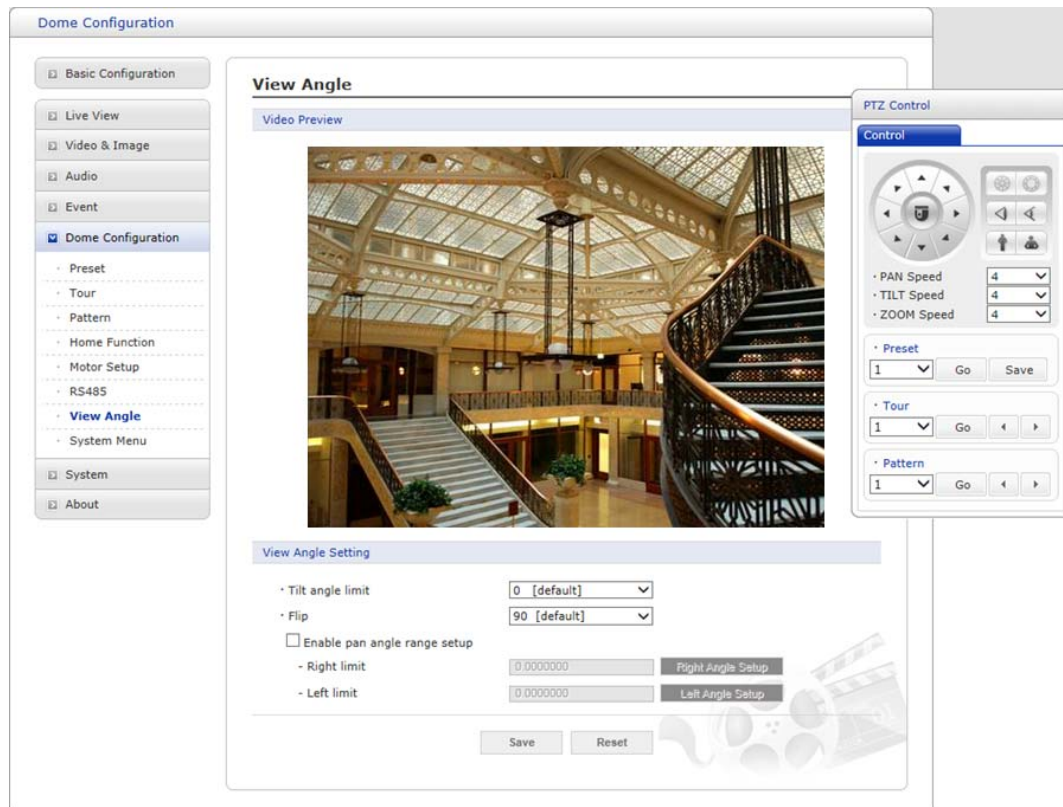 Dome Configuration
Basic Configuration
Live View
Video & Image
Audio
Event
Dome Configuration
Preset
Tour
Pattern
Home Function
Motor Setup
RS485
View Angle
System Menu
System
About
View Angle
Video Preview
View Angle Setting
Tilt angle limit 0 [default]
Flip 90 [default]
Enable pan angle range setup
- Right limit 0.0000000 Right Angle Setup
- Left limit 0.0000000 Left Angle Setup
Save Reset
PTZ Control
Control
PAN Speed 4
TILT Speed 4
ZOOM Speed 4
Preset
1 Go Save
Tour
1 Go
Pattern
1 Go